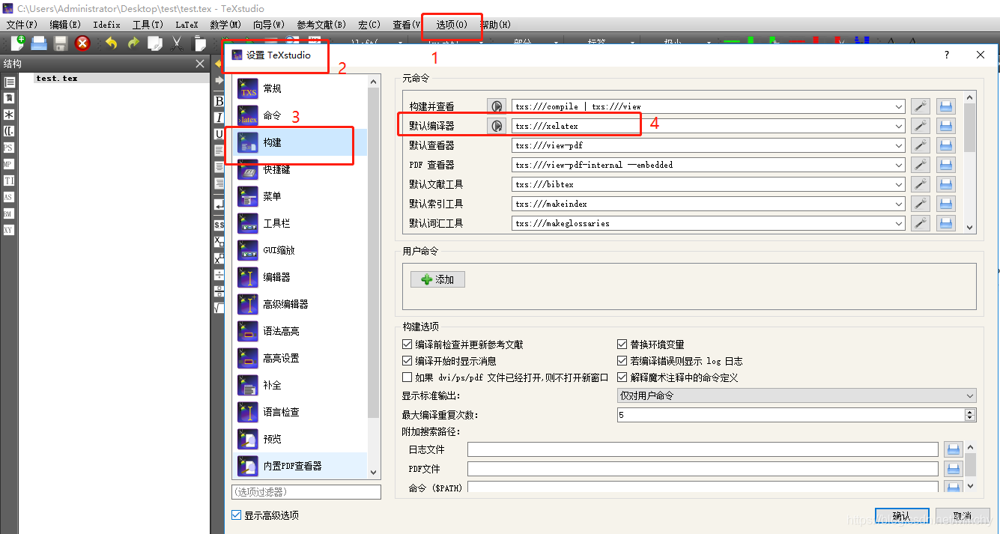 C:\Users\Administrator\Desktop\test\test.tex - TeXstudio
文件(F) 编辑(E) Idefix 工具(T) LaTeX 数学(M) 向导(W) 参考文献(B) 宏(C) 查看(V 选项(O) 帮助(H)
1
结构
test.tex
设置 TeXstudio
2
常规
命令
3
构建
快捷键
菜单
工具栏
GUI缩放
编辑器
高级编辑器
语法高亮
高亮设置
补全
语言检查
预览
内置PDF查看器
(选项过滤器)
显示高级选项
元命令
构建并查看 txs:///compile | txs:///view
默认编译器 txs:///xelatex
4
默认查看器 txs:///view-pdf
PDF 查看器 txs:///view-pdf-internal --embedded
默认文献工具 txs:///bibtex
默认索引工具 txs:///makeindex
默认词汇工具 txs:///makeglossaries
用户命令
添加
构建选项
编译前检查并更新参考文献 替换环境变量
编译开始时显示消息 若编译错误则显示 log 日志
如果 dvi/ps/pdf 文件已经打开,则不打开新窗口 解释魔术注释中的命令定义
显示标准输出: 仅对用户命令
最大编译重复次数: 5
附加搜索路径:
日志文件
PDF文件
命令 ($PATH)
确认 取消